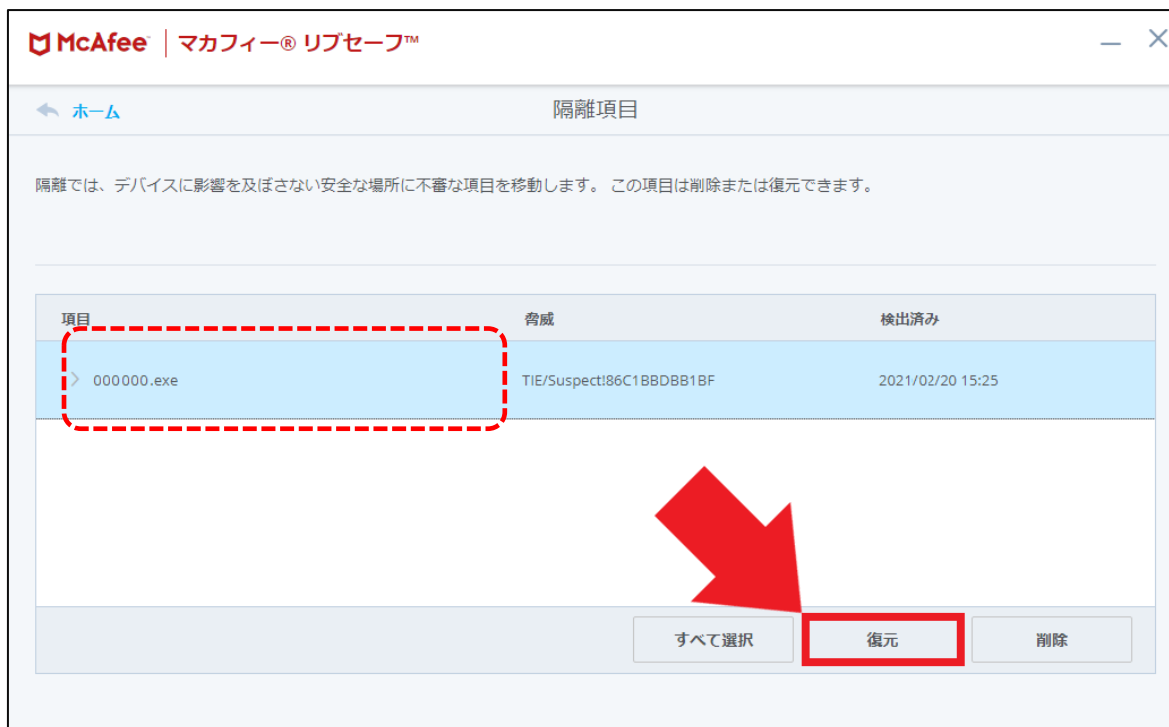 McAfee™ マカフィー® リブセーフ™
ホーム 隔離項目
隔離では、デバイスに影響を及ぼさない安全な場所に不審な項目を移動します。 この項目は削除または復元できます。
項目 脅威 検出済み
000000.exe TIE/Suspect!86C1BBDBB1BF 2021/02/20 15:25
すべて選択 復元 削除